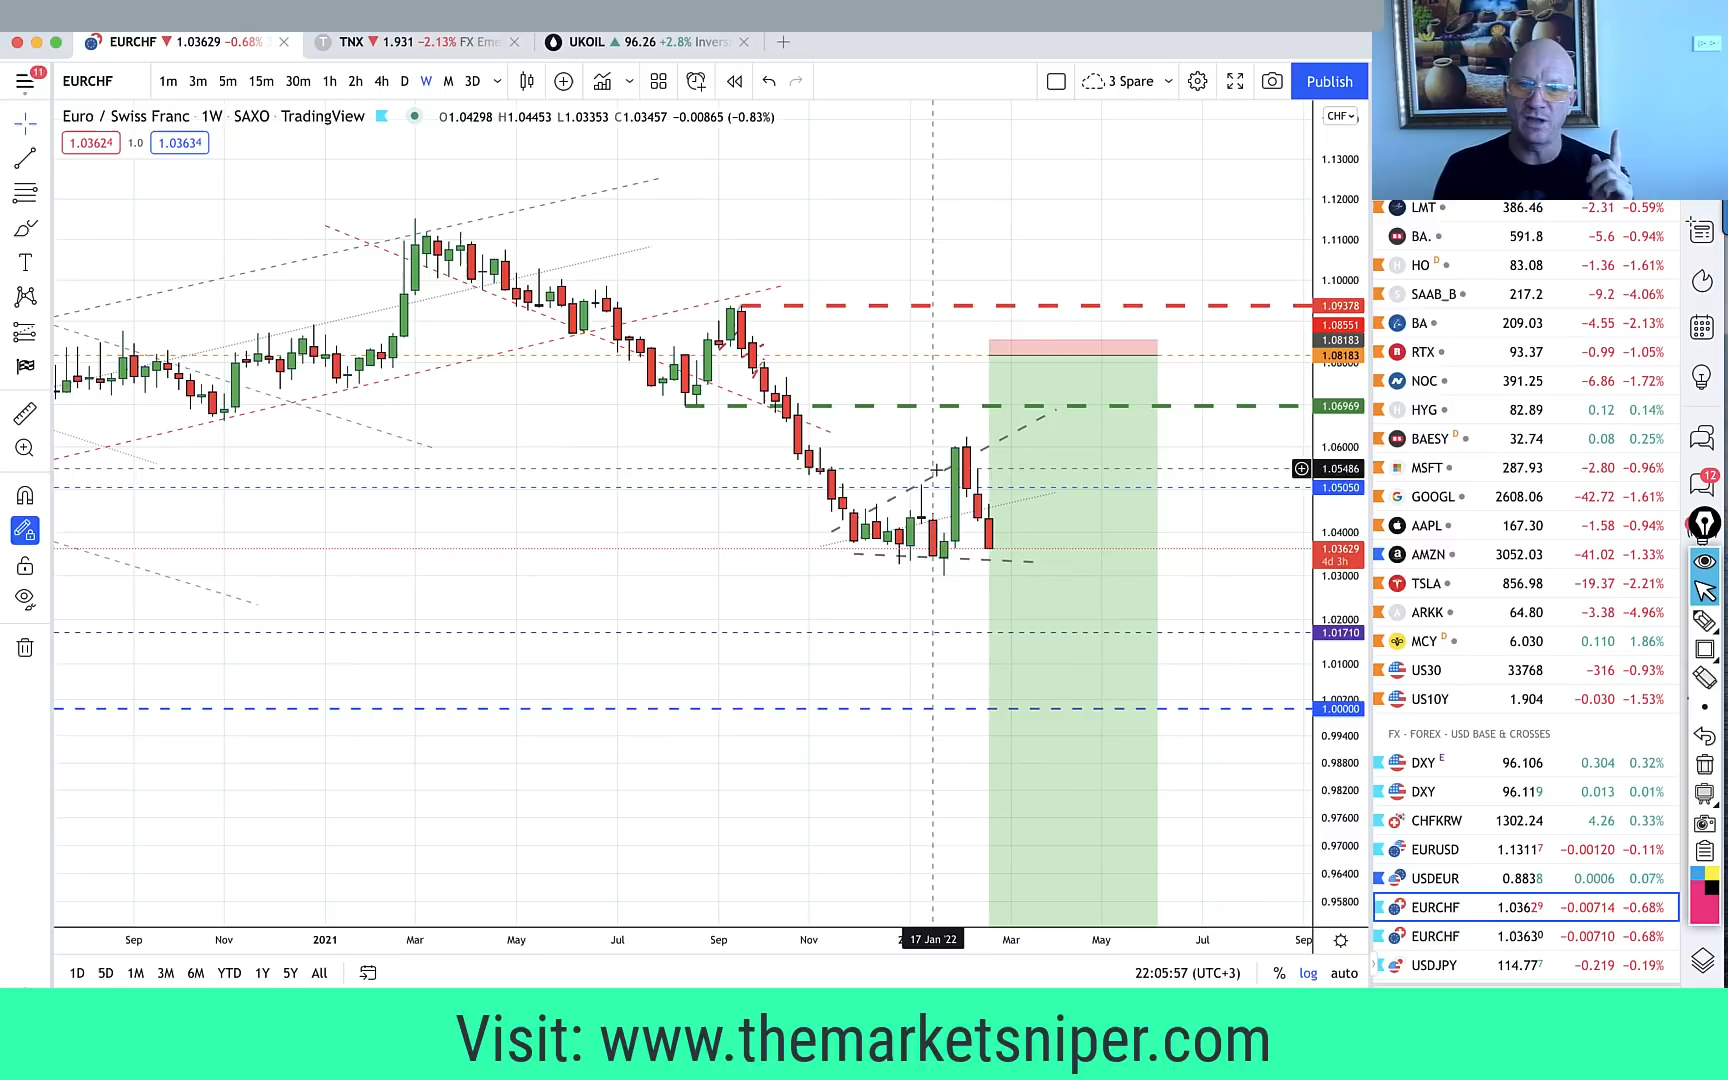 EURCHF ▼ 1.03629 −0.68%
TNX ▼ 1.931 −2.13% FX Eme
UKOIL ▲ 96.26 +2.8% Invers
11
EURCHF
1m 3m 5m 15m 30m 1h 2h 4h D W M 3D
3 Spare
Publish
Euro / Swiss Franc · 1W · SAXO · TradingView
O1.04298 H1.04453 L1.03353 C1.03457 −0.00865 (−0.83%)
CHF
1.03624 1.0 1.03634
1.13000
1.12000
1.11000
1.10000
1.09378
1.08551
1.08183
1.08183
1.08000
1.06969
1.06000
1.05486
1.05050
1.04000
1.03629
4d 3h
1.03000
1.02000
1.01710
1.01000
1.00200
1.00000
0.99400
0.98800
0.98200
0.97600
0.97000
0.96400
0.95800
Sep Nov 2021 Mar May Jul Sep Nov 17 Jan '22 Mar May Jul Sep
1D 5D 1M 3M 6M YTD 1Y 5Y All
22:05:57 (UTC+3) % log auto
LMT 386.46 −2.31 −0.59%
BA. 591.8 −5.6 −0.94%
HO D 83.08 −1.36 −1.61%
SAAB_B 217.2 −9.2 −4.06%
BA 209.03 −4.55 −2.13%
RTX 93.37 −0.99 −1.05%
NOC 391.25 −6.86 −1.72%
HYG 82.89 0.12 0.14%
BAESY D 32.74 0.08 0.25%
MSFT 287.93 −2.80 −0.96%
GOOGL 2608.06 −42.72 −1.61%
AAPL 167.30 −1.58 −0.94%
AMZN 3052.03 −41.02 −1.33%
TSLA 856.98 −19.37 −2.21%
ARKK 64.80 −3.38 −4.96%
MCY D 6.030 0.110 1.86%
US30 33768 −316 −0.93%
US10Y 1.904 −0.030 −1.53%
FX - FOREX - USD BASE & CROSSES
DXY E 96.106 0.304 0.32%
DXY 96.119 0.013 0.01%
CHFKRW 1302.24 4.26 0.33%
EURUSD 1.13117 −0.00120 −0.11%
USDEUR 0.8838 0.0006 0.07%
EURCHF 1.03629 −0.00714 −0.68%
EURCHF 1.03630 −0.00710 −0.68%
USDJPY 114.777 −0.219 −0.19%
12
Visit: www.themarketsniper.com